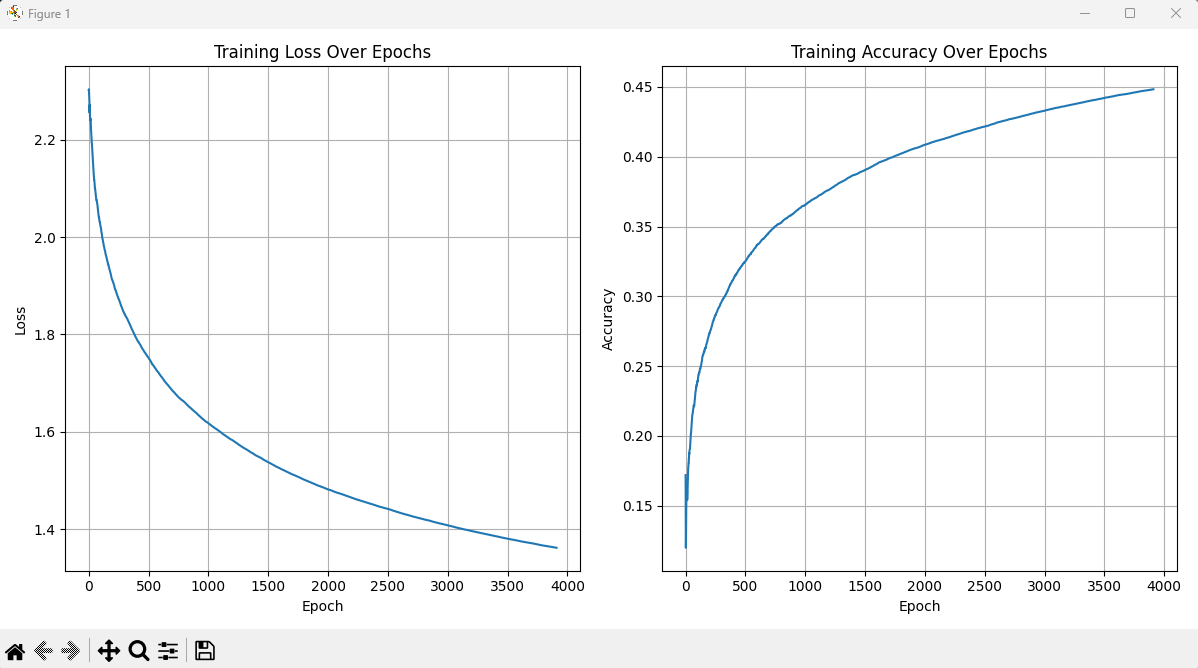 Figure 1
Training Loss Over Epochs
Loss
2.2
2.0
1.8
1.6
1.4
0 500 1000 1500 2000 2500 3000 3500 4000
Epoch
Training Accuracy Over Epochs
Accuracy
0.45
0.40
0.35
0.30
0.25
0.20
0.15
0 500 1000 1500 2000 2500 3000 3500 4000
Epoch